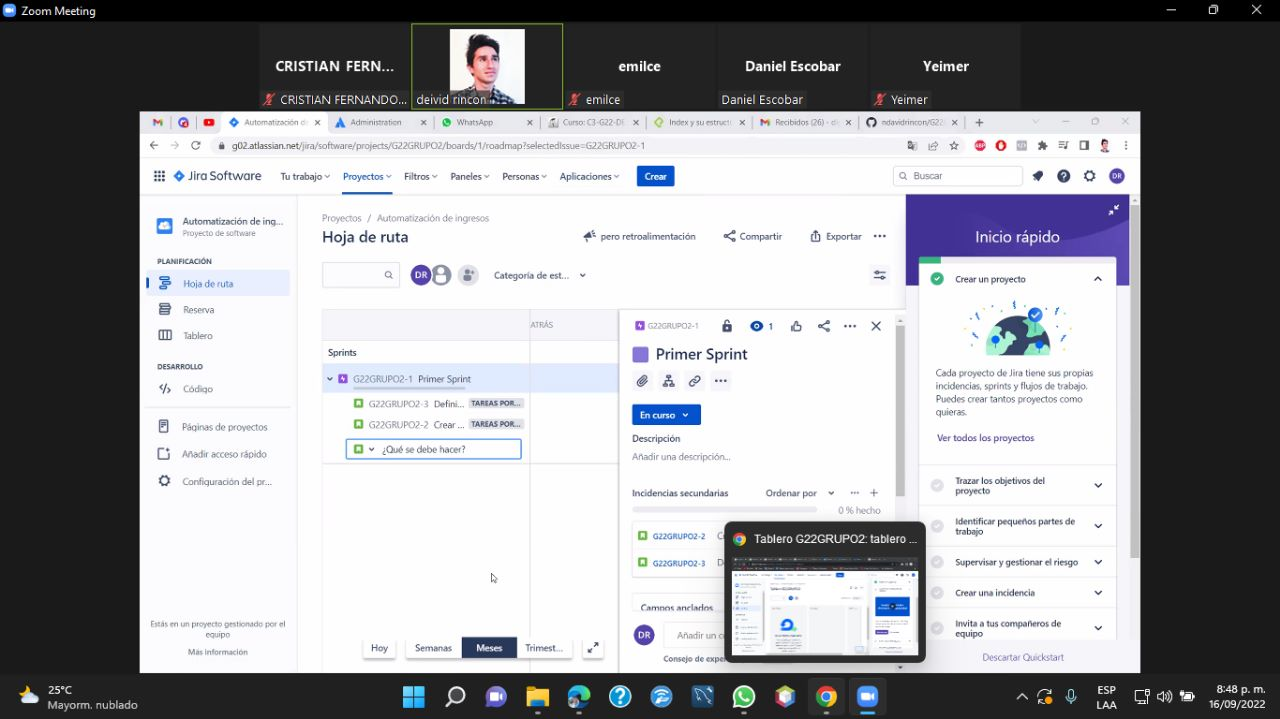 Zoom Meeting
CRISTIAN FERN...
emilce
Daniel Escobar
Yeimer
CRISTIAN FERNANDO...
deivid rincon
emilce
Daniel Escobar
Yeimer
Automatización d
Administration
WhatsApp
Curso: C3-G22-DE
Index y su estructu
Recibidos (26) - di
ndavidrincon/G22
g02.atlassian.net/jira/software/projects/G22GRUPO2/boards/1/roadmap?selectedIssue=G22GRUPO2-1
Jira Software
Tu trabajo
Proyectos
Filtros
Paneles
Personas
Aplicaciones
Crear
Buscar
DR
Automatización de ing...
Proyecto de software
PLANIFICACIÓN
Hoja de ruta
Reserva
Tablero
DESARROLLO
Código
Páginas de proyectos
Añadir acceso rápido
Configuración del pr...
Estás en un proyecto gestionado por el
equipo
Más información
Proyectos / Automatización de ingresos
Hoja de ruta
pero retroalimentación
Compartir
Exportar
DR
Categoría de est...
ATRÁS
Sprints
G22GRUPO2-1 Primer Sprint
G22GRUPO2-3 Defini... TAREAS POR...
G22GRUPO2-2 Crear ... TAREAS POR...
¿Qué se debe hacer?
Hoy
Semanas
Meses
Trimest...
G22GRUPO2-1
1
Primer Sprint
En curso
Descripción
Añadir una descripción...
Incidencias secundarias
Ordenar por
0 % hecho
G22GRUPO2-2
G22GRUPO2-3
Campos anclados
DR
Añadir un co
Consejo de exper
Tablero G22GRUPO2: tablero ...
Inicio rápido
Crear un proyecto
Cada proyecto de Jira tiene sus propias
incidencias, sprints y flujos de trabajo.
Puedes crear tantos proyectos como
quieras.
Ver todos los proyectos
Trazar los objetivos del
proyecto
Identificar pequeños partes de
trabajo
Supervisar y gestionar el riesgo
Crear una incidencia
Invita a tus compañeros de
equipo
Descartar Quickstart
25°C
Mayorm. nublado
ESP
LAA
8:48 p. m.
16/09/2022